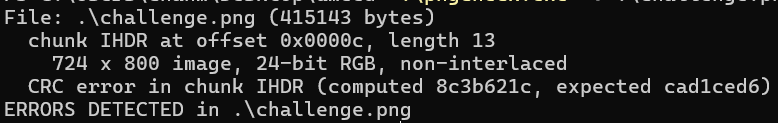 File: .\challenge.png (415143 bytes)
chunk IHDR at offset 0x0000c, length 13
724 x 800 image, 24-bit RGB, non-interlaced
CRC error in chunk IHDR (computed 8c3b621c, expected cad1ced6)
ERRORS DETECTED in .\challenge.png